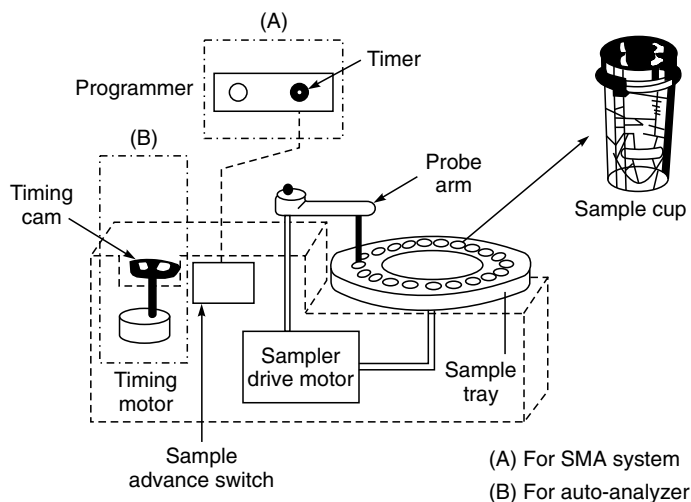 (A)
Timer
Programmer
(B)
Timing
cam
Probe
arm
Sample cup
Sampler
drive motor
Timing
motor
Sample
tray
Sample
advance switch
(A) For SMA system
(B) For auto-analyzer